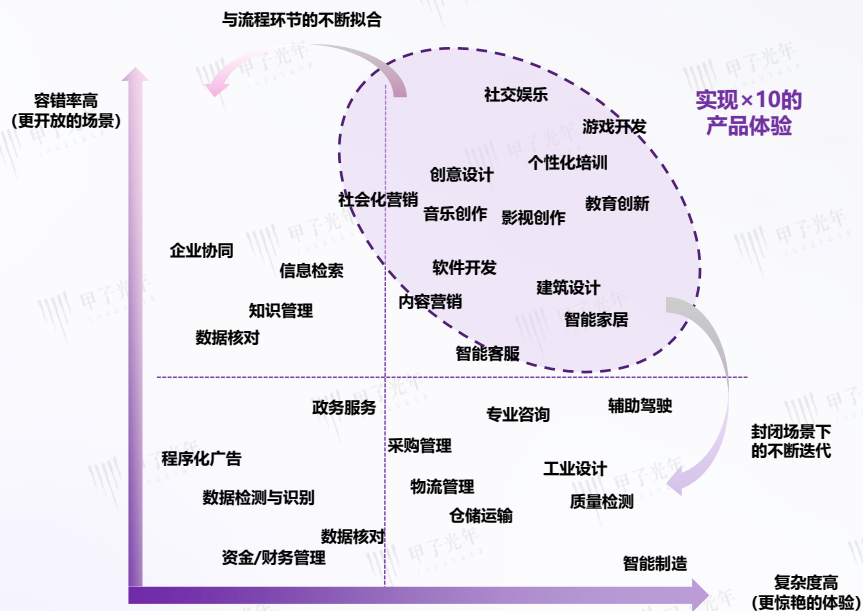 与流程环节的不断拟合
容错率高
（更开放的场景）
实现×10的
产品体验
社交娱乐
游戏开发
个性化培训
创意设计
社会化营销
音乐创作
影视创作
教育创新
企业协同
信息检索
软件开发
建筑设计
知识管理
内容营销
智能家居
数据核对
智能客服
政务服务
专业咨询
辅助驾驶
采购管理
封闭场景下
的不断迭代
程序化广告
工业设计
数据检测与识别
物流管理
质量检测
仓储运输
数据核对
资金/财务管理
智能制造
复杂度高
（更惊艳的体验）
甲子光年